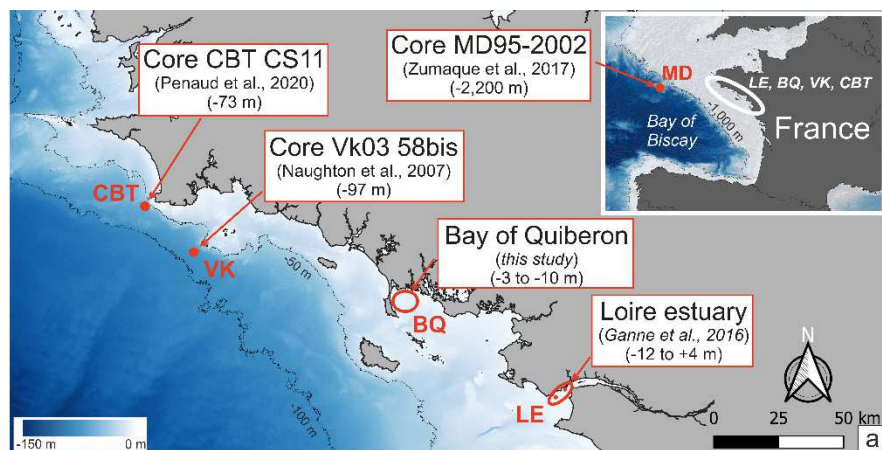 Core CBT CS11
(Penaud et al., 2020)
(-73 m)
Core MD95-2002
(Zumaque et al., 2017)
(-2,200 m)
MD
LE, BQ, VK, CBT
-1,000 m
Bay of
Biscay
France
Core Vk03 58bis
(Naughton et al., 2007)
(-97 m)
CBT
VK
-50 m
Bay of Quiberon
(this study)
(-3 to -10 m)
BQ
Loire estuary
(Ganne et al., 2016)
(-12 to +4 m)
LE
-100 m
N
-150 m 0 m
0 25 50 km
a